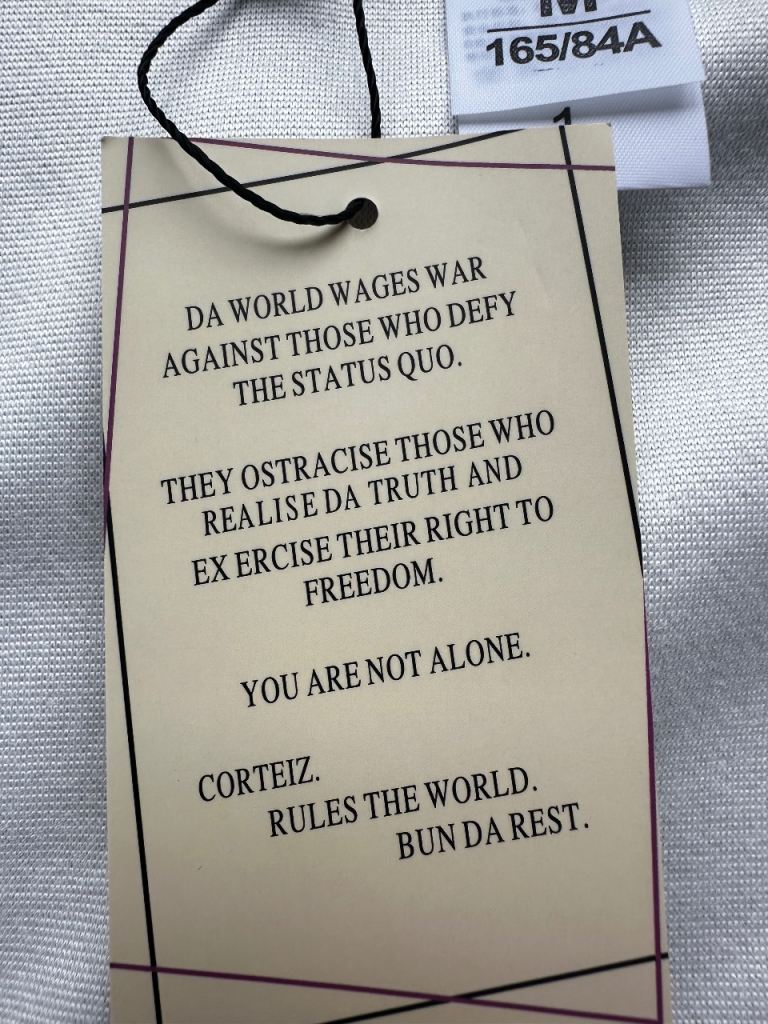 M
165/84A
1
DA WORLD WAGES WAR
AGAINST THOSE WHO DEFY
THE STATUS QUO.
THEY OSTRACISE THOSE WHO
REALISE DA TRUTH AND
EX ERCISE THEIR RIGHT TO
FREEDOM.
YOU ARE NOT ALONE.
CORTEIZ.
RULES THE WORLD.
BUN DA REST.